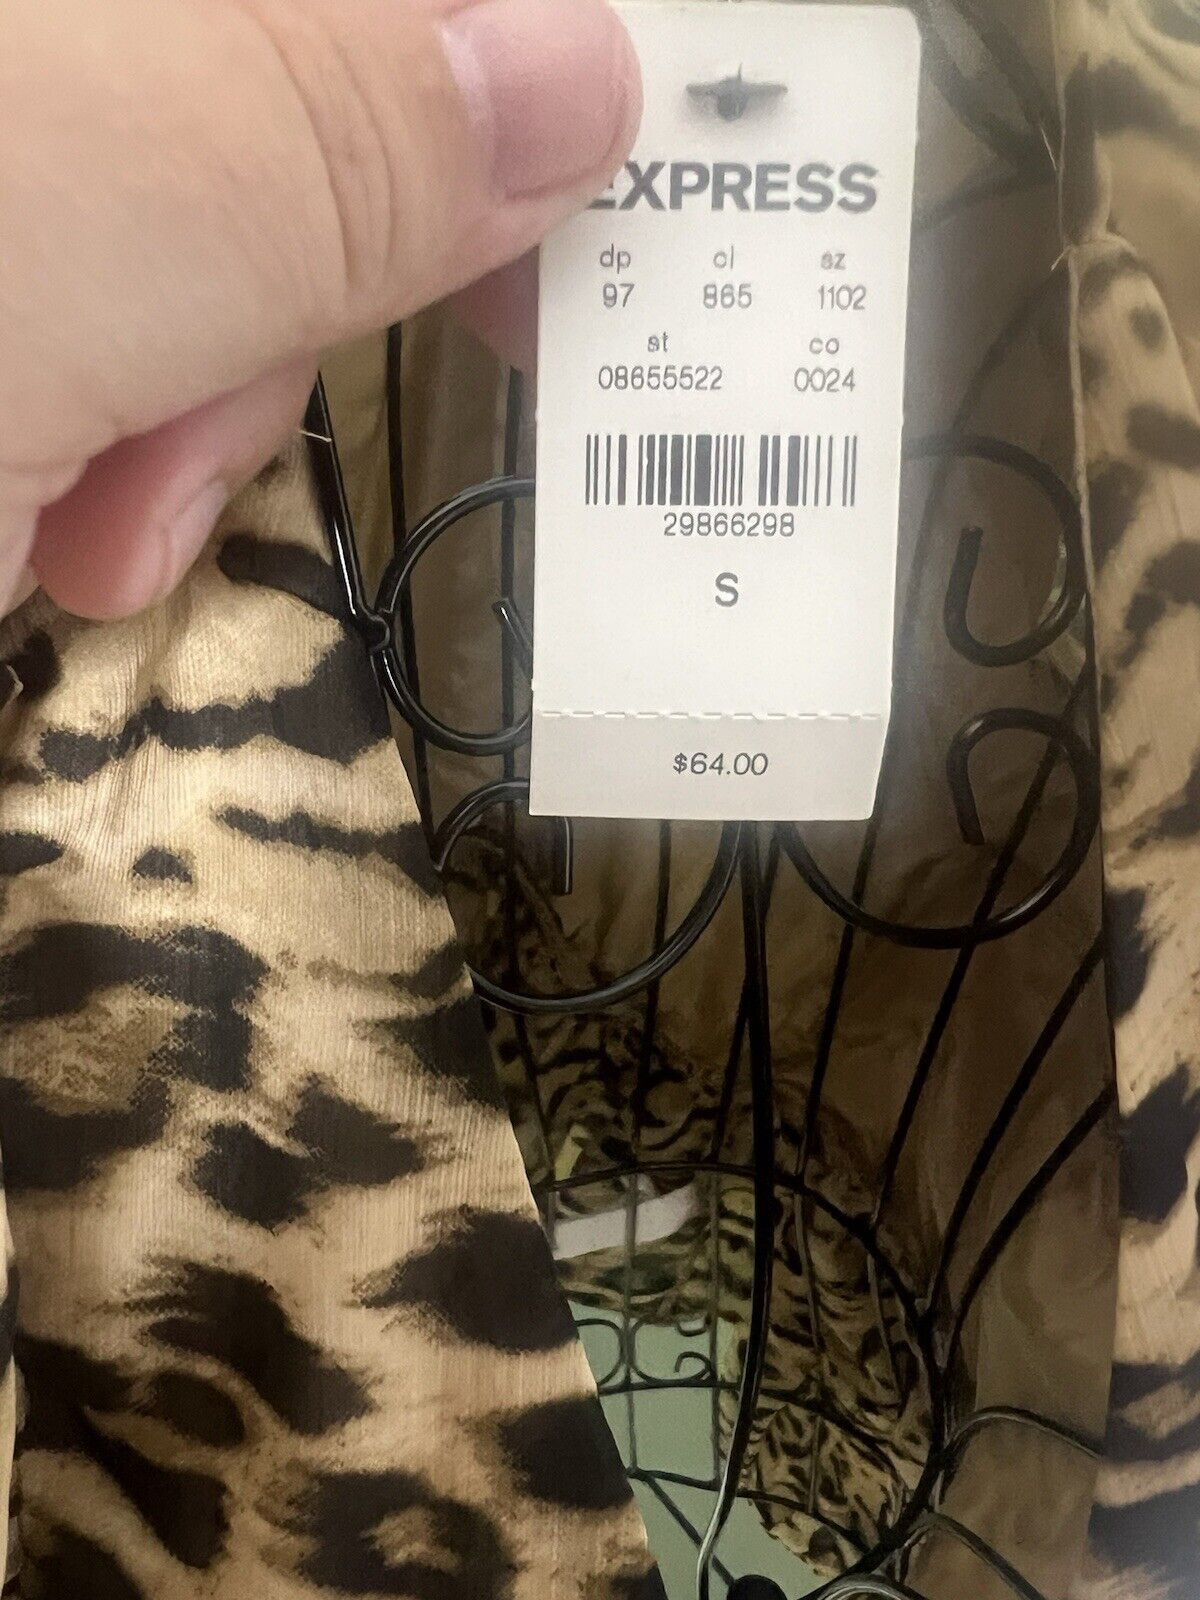 EXPRESS
dp cl sz
97 865 1102
st co
08655522 0024
29866298
S
$64.00